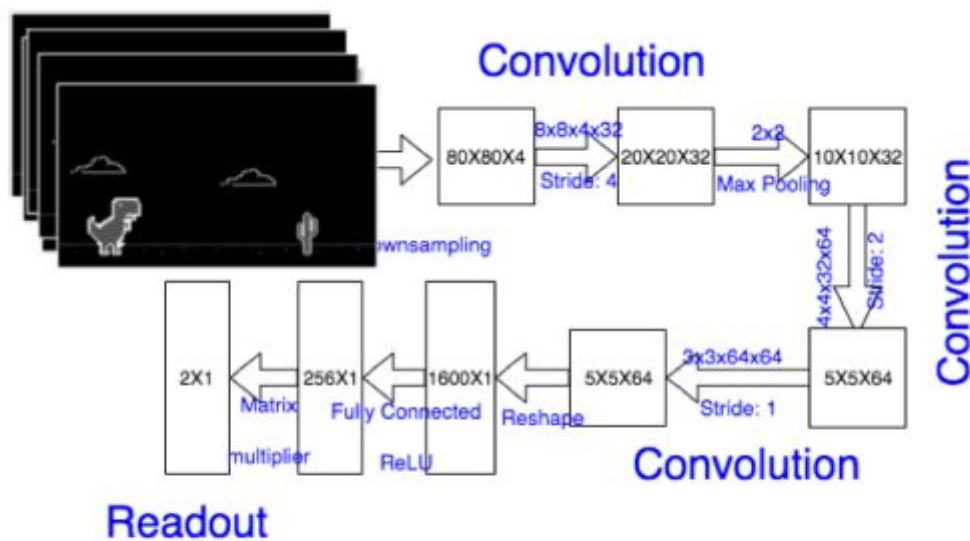 Convolution
80X80X4
8x8x4x32
Stride: 4
20X20X32
2x2
Max Pooling
10X10X32
ownsampling
4x4x32x64
Stride: 2
Convolution
5X5X64
3x3x64x64
Stride: 1
Convolution
5X5X64
Reshape
1600X1
Fully Connected
ReLU
256X1
Matrix
multiplier
2X1
Readout